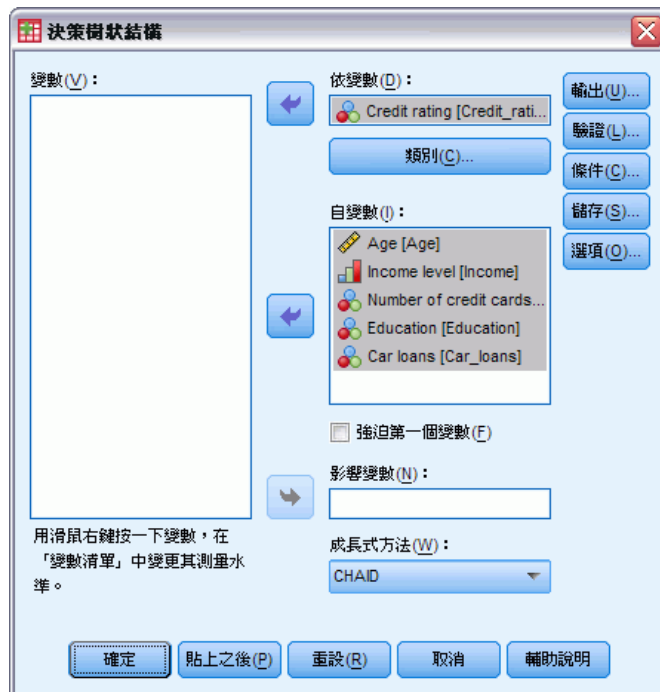 決策樹狀結構
變數(V)：
依變數(D)：
Credit rating [Credit_rati...
類別(C)...
自變數(I)：
Age [Age]
Income level [Income]
Number of credit cards...
Education [Education]
Car loans [Car_loans]
強迫第一個變數(F)
影響變數(N)：
成長式方法(W)：
CHAID
用滑鼠右鍵按一下變數，在
「變數清單」中變更其測量水
準。
輸出(U)...
驗證(L)...
條件(C)...
儲存(S)...
選項(O)...
確定
貼上之後(P)
重設(R)
取消
輔助說明